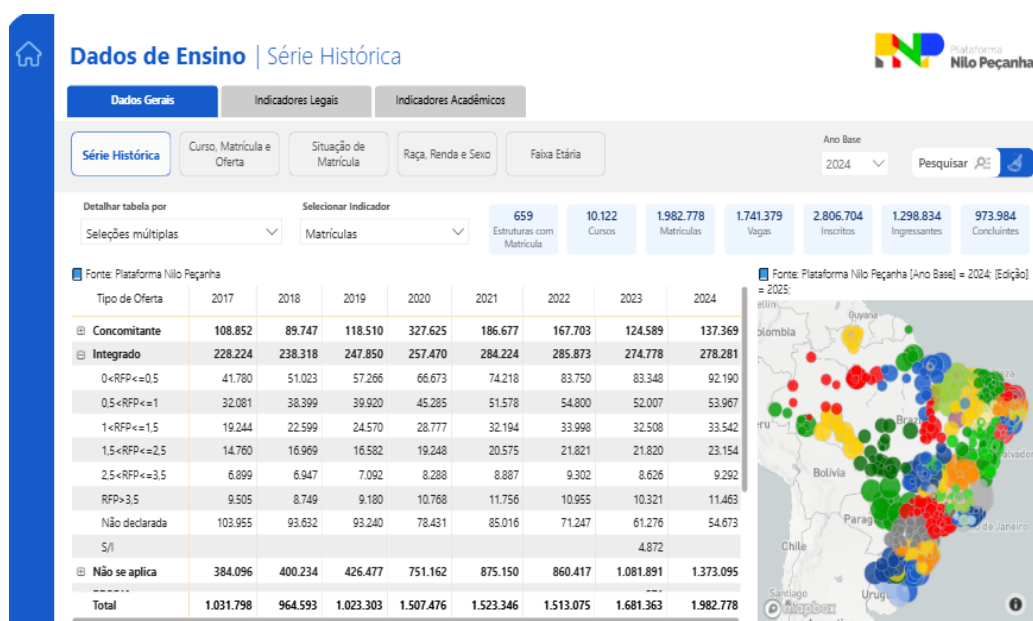 Dados de Ensino | Série Histórica
Plataforma
Nilo Peçanha
Dados Gerais
Indicadores Legais
Indicadores Acadêmicos
Série Histórica
Curso, Matrícula e
Oferta
Situação de
Matrícula
Raça, Renda e Sexo
Faixa Etária
Ano Base
2024
Pesquisar
Detalhar tabela por
Seleções múltiplas
Selecionar Indicador
Matrículas
659
Estruturas com
Matrícula
10.122
Cursos
1.982.778
Matrículas
1.741.379
Vagas
2.806.704
Inscritos
1.298.834
Ingressantes
973.984
Concluintes
Fonte: Plataforma Nilo Peçanha
Tipo de Oferta 2017 2018 2019 2020 2021 2022 2023 2024
Concomitante 108.852 89.747 118.510 327.625 186.677 167.703 124.589 137.369
Integrado 228.224 238.318 247.850 257.470 284.224 285.873 274.778 278.281
0<RFP<=0,5 41.780 51.023 57.266 66.673 74.218 83.750 83.348 92.190
0,5<RFP<=1 32.081 38.399 39.920 45.285 51.578 54.800 52.007 53.967
1<RFP<=1,5 19.244 22.599 24.570 28.777 32.194 33.998 32.508 33.542
1,5<RFP<=2,5 14.760 16.969 16.582 19.248 20.575 21.821 21.820 23.154
2,5<RFP<=3,5 6.899 6.947 7.092 8.288 8.887 9.302 8.626 9.292
RFP>3,5 9.505 8.749 9.180 10.768 11.756 10.955 10.321 11.463
Não declarada 103.955 93.632 93.240 78.431 85.016 71.247 61.276 54.673
S/I 4.872
Não se aplica 384.096 400.234 426.477 751.162 875.150 860.417 1.081.891 1.373.095
Total 1.031.798 964.593 1.023.303 1.507.476 1.523.346 1.513.075 1.681.363 1.982.778
Fonte: Plataforma Nilo Peçanha [Ano Base] = 2024; [Edição]
= 2025;
Guyana
olombia
eru
Brazi
Bolivia
Parag
Chile
Santiago
Urug
de Janeiro
alvador
mapbox